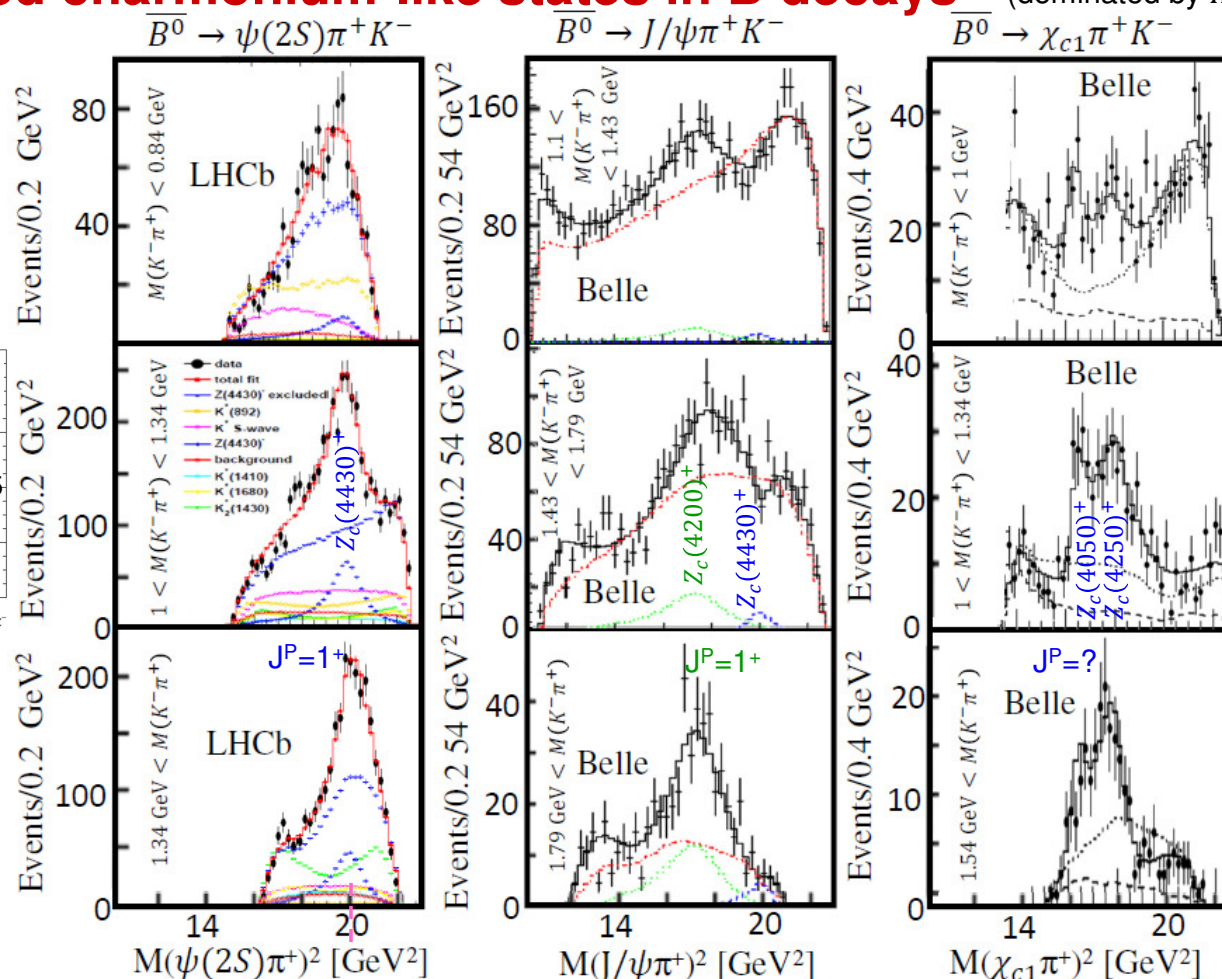 charmonium-like states in B decays
(dominated by
B̅⁰ → ψ(2S)π⁺K⁻
B̅⁰ → J/ψπ⁺K⁻
B̅⁰ → χc1π⁺K⁻
Events/0.2 GeV²
80
40
M(K⁻π⁺) < 0.84 GeV
LHCb
Events/0.2 54 GeV²
160
80
0
1.1 <
M(K⁻π⁺)
< 1.43 GeV
Belle
Events/0.4 GeV²
40
20
0
M(K⁻π⁺) < 1 GeV
Belle
Events/0.2 GeV²
200
100
0
1 < M(K⁻π⁺) < 1.34 GeV
data
total fit
Z(4430)⁻ excluded
K*(892)
K* S-wave
Z(4430)⁻
background
K*(1410)
K*(1680)
K₂(1430)
Zc(4430)⁺
Events/0.2 54 GeV²
80
40
0
1.43 < M(K⁻π⁺)
< 1.79 GeV
Belle
Zc(4200)⁺
Zc(4430)⁺
Events/0.4 GeV²
40
20
0
1 < M(K⁻π⁺) < 1.34 GeV
Belle
Zc(4050)⁺
Zc(4250)⁺
Events/0.2 GeV²
200
100
0
1.34 GeV < M(K⁻π⁺)
Jᴾ=1⁺
LHCb
14
20
M(ψ(2S)π⁺)² [GeV²]
Events/0.2 54 GeV²
40
20
0
1.79 GeV < M(K⁻π⁺)
Jᴾ=1⁺
Belle
14
20
M(J/ψπ⁺)² [GeV²]
Events/0.4 GeV²
20
10
0
1.54 GeV < M(K⁻π⁺)
Jᴾ=?
Belle
14
20
M(χc1π⁺)² [GeV²]